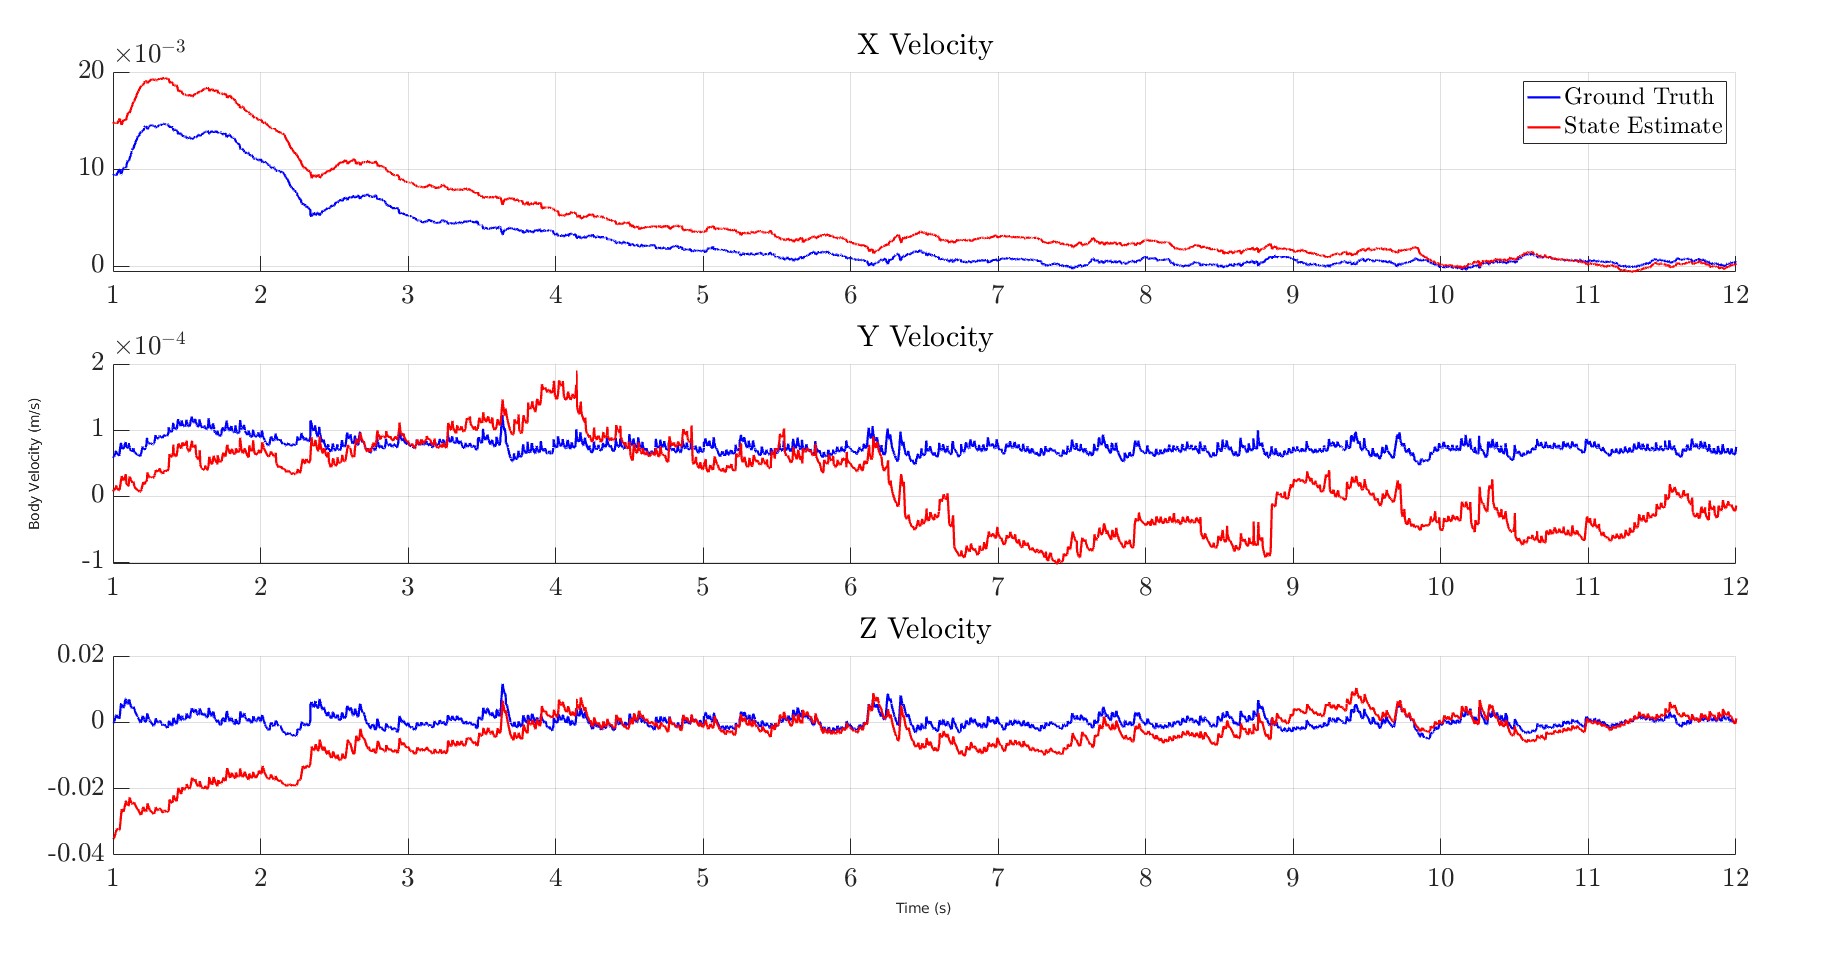 X Velocity
×10⁻³
20
10
0
Ground Truth
State Estimate
1 2 3 4 5 6 7 8 9 10 11 12
Y Velocity
×10⁻⁴
2
1
0
-1
1 2 3 4 5 6 7 8 9 10 11 12
Body Velocity (m/s)
Z Velocity
0.02
0
-0.02
-0.04
1 2 3 4 5 6 7 8 9 10 11 12
Time (s)